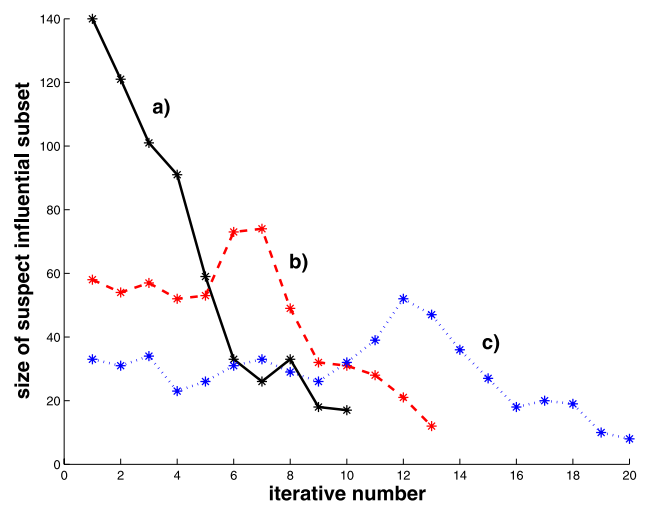 140
120
100
80
60
40
20
0
a)
b)
c)
size of suspect influential subset
0 2 4 6 8 10 12 14 16 18 20
iterative number